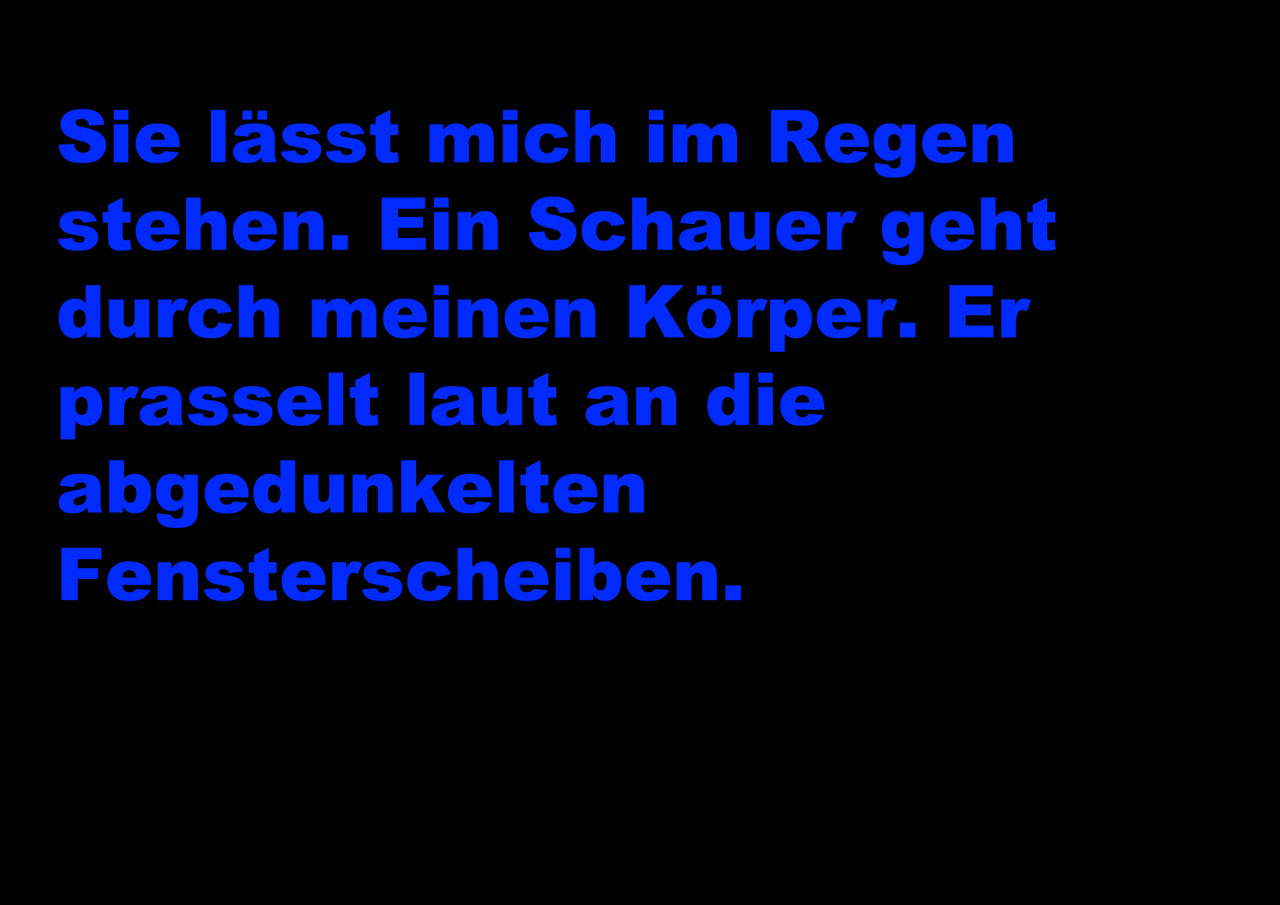 Sie lässt mich im Regen
stehen. Ein Schauer geht
durch meinen Körper. Er
prasselt laut an die
abgedunkelten
Fensterscheiben.